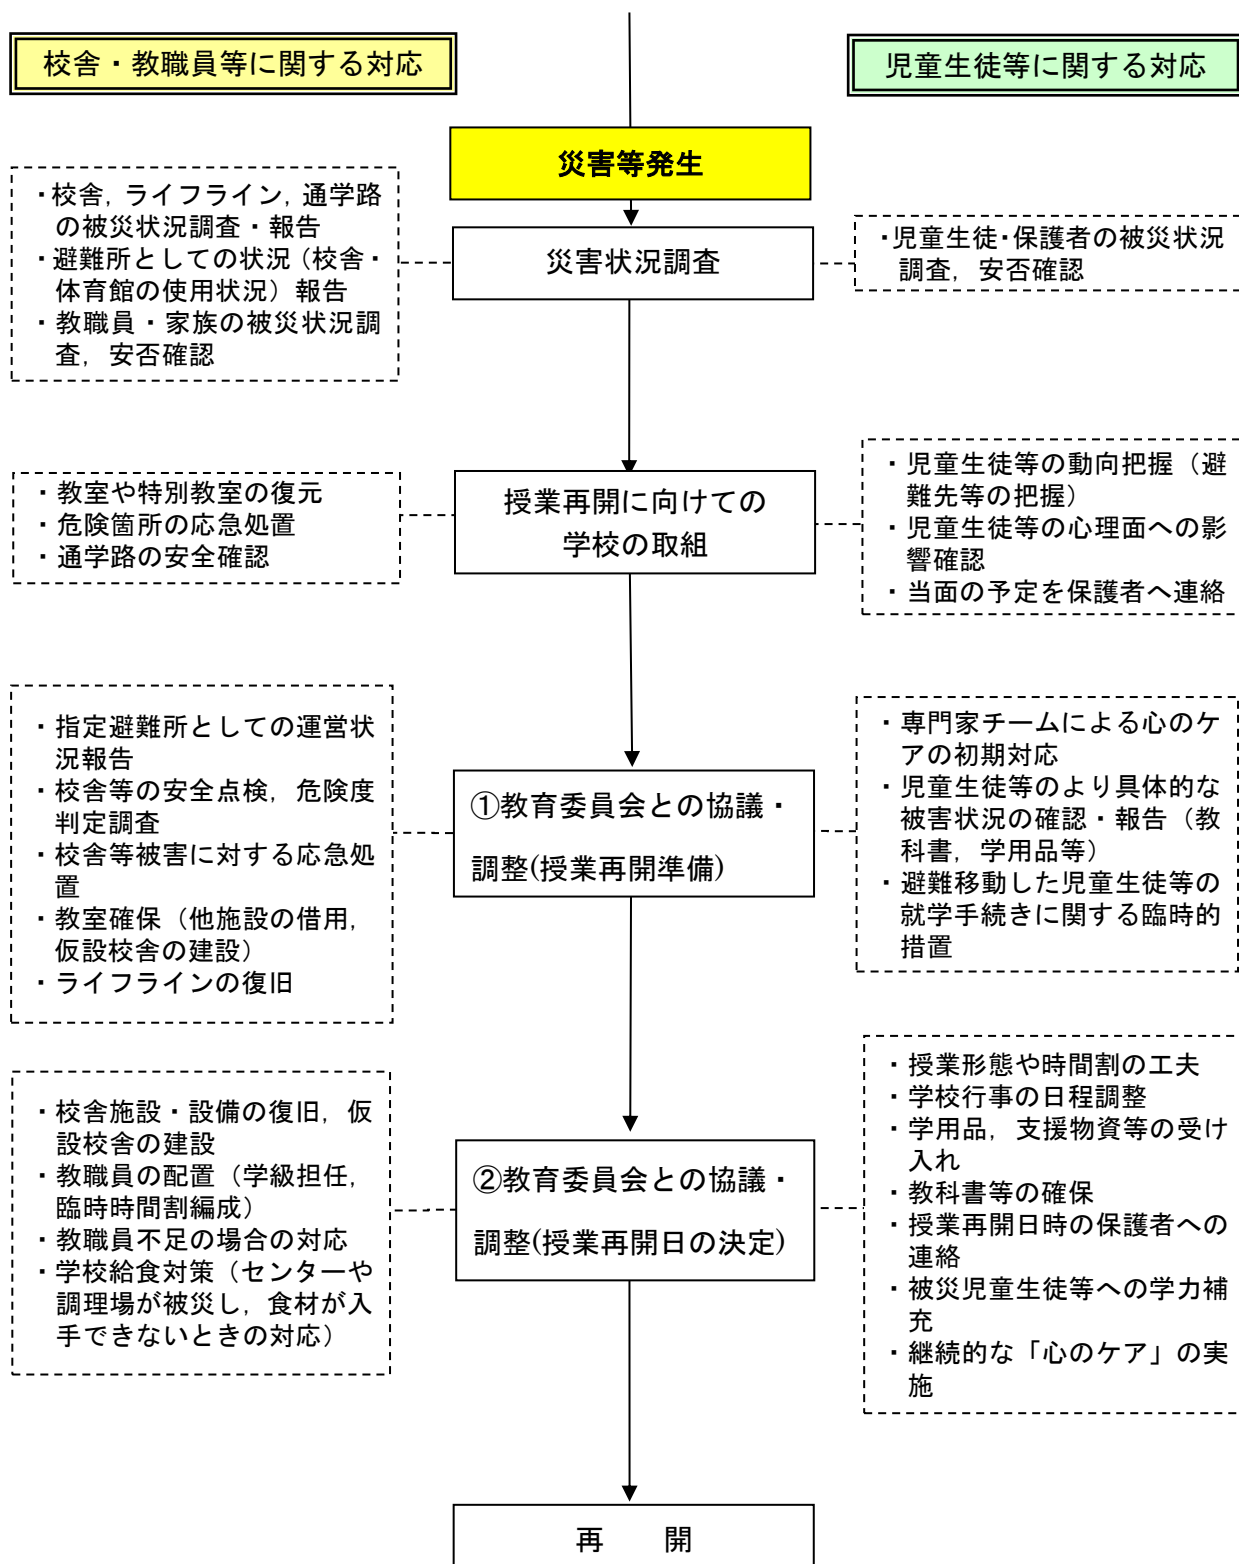 校舎・教職員等に関する対応
児童生徒等に関する対応
災害等発生
・校舎,ライフライン,通学路
の被災状況調査・報告
・避難所としての状況(校舎・
体育館の使用状況)報告
・教職員・家族の被災状況調
査,安否確認
災害状況調査
・児童生徒・保護者の被災状況
調査,安否確認
・教室や特別教室の復元
・危険箇所の応急処置
・通学路の安全確認
授業再開に向けての
学校の取組
・児童生徒等の動向把握(避
難先等の把握)
・児童生徒等の心理面への影
響確認
・当面の予定を保護者へ連絡
・指定避難所としての運営状
況報告
・校舎等の安全点検,危険度
判定調査
・校舎等被害に対する応急処
置
・教室確保(他施設の借用,
仮設校舎の建設)
・ライフラインの復旧
①教育委員会との協議・
調整(授業再開準備)
・専門家チームによる心のケ
アの初期対応
・児童生徒等のより具体的な
被害状況の確認・報告(教
科書,学用品等)
・避難移動した児童生徒等の
就学手続きに関する臨時的
措置
・校舎施設・設備の復旧,仮
設校舎の建設
・教職員の配置(学級担任,
臨時時間割編成)
・教職員不足の場合の対応
・学校給食対策(センターや
調理場が被災し,食材が入
手できないときの対応)
②教育委員会との協議・
調整(授業再開日の決定)
・授業形態や時間割の工夫
・学校行事の日程調整
・学用品,支援物資等の受け
入れ
・教科書等の確保
・授業再開日時の保護者への
連絡
・被災児童生徒等への学力補
充
・継続的な「心のケア」の実
施
再 開